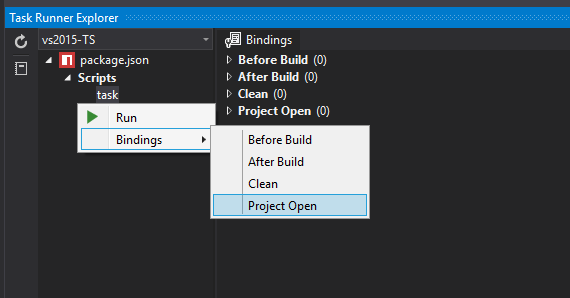 Task Runner Explorer
vs2015-TS
package.json
Scripts
task
Run
Bindings
Bindings
Before Build (0)
After Build (0)
Clean (0)
Project Open (0)
Before Build
After Build
Clean
Project Open